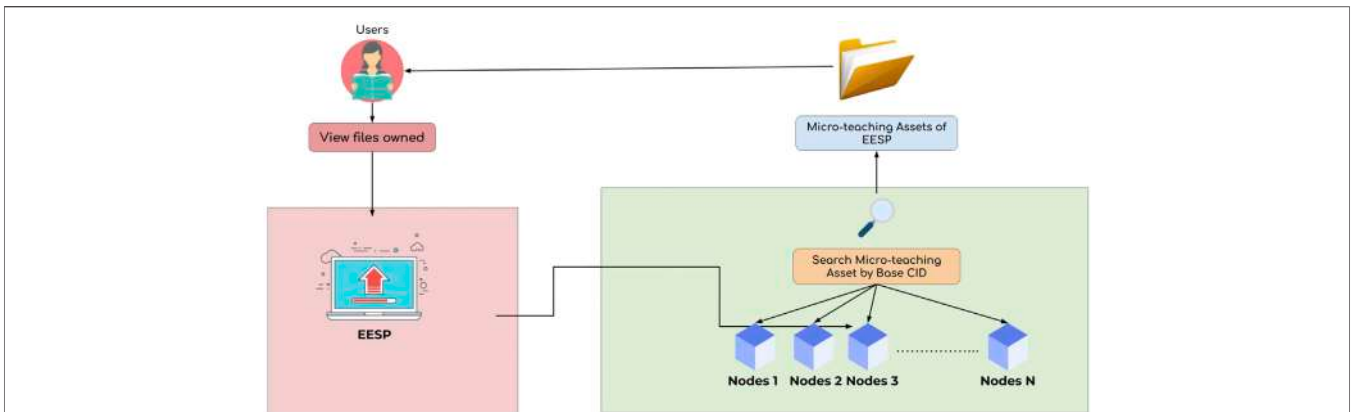 Users
View files owned
Micro-teaching Assets of
EESP
Search Micro-teaching
Asset by Base CID
EESP
Nodes 1
Nodes 2
Nodes 3
Nodes N